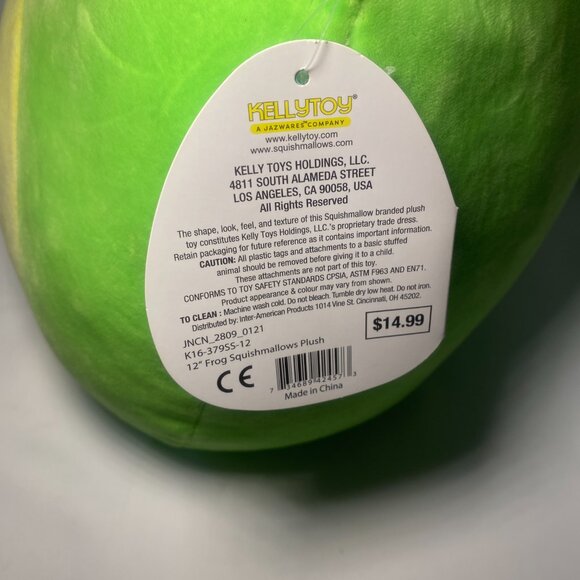 KELLYTOY®
A JAZWARES™ COMPANY
www.kellytoy.com
www.squishmallows.com
KELLY TOYS HOLDINGS, LLC.
4811 SOUTH ALAMEDA STREET
LOS ANGELES, CA 90058, USA
All Rights Reserved
The shape, look, feel, and texture of this Squishmallow branded plush
toy constitutes Kelly Toys Holdings, LLC.'s proprietary trade dress.
Retain packaging for future reference as it contains important information.
CAUTION: All plastic tags and attachments to a basic stuffed
animal should be removed before giving it to a child.
These attachments are not part of this toy.
CONFORMS TO TOY SAFETY STANDARDS CPSIA, ASTM F963 AND EN71.
Product appearance & colour may vary from shown.
TO CLEAN : Machine wash cold. Do not bleach. Tumble dry low heat. Do not iron.
Distributed by: Inter-American Products 1014 Vine St. Cincinnati, OH 45202.
$14.99
JNCN_2809_0121
K16-379SS-12
12" Frog Squishmallows Plush
CE
7 34689 42457 3
Made in China